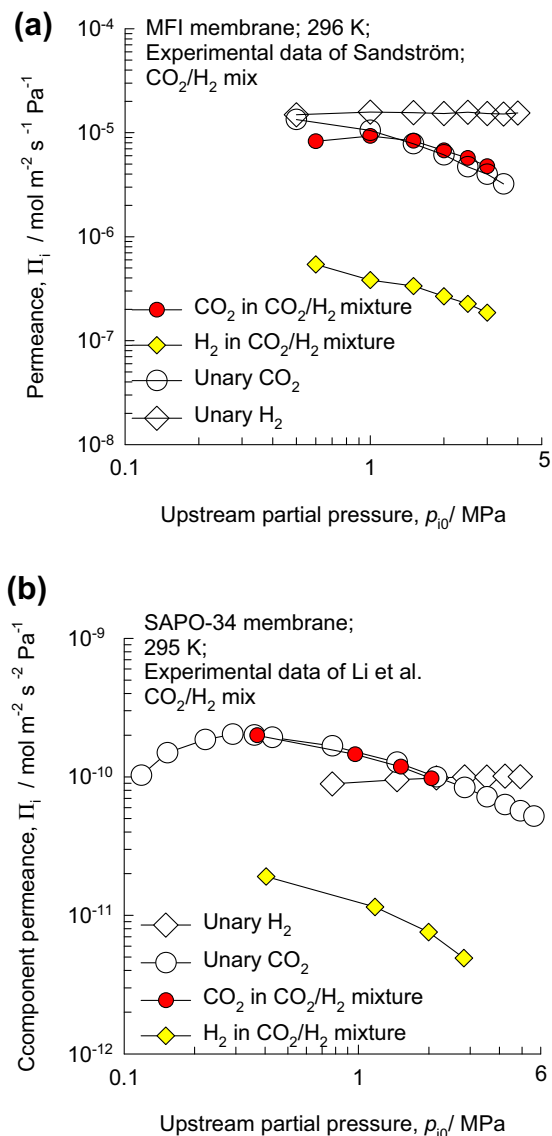 (a)
MFI membrane; 296 K;
Experimental data of Sandström;
CO₂/H₂ mix
Permeance, Πᵢ / mol m⁻² s⁻¹ Pa⁻¹
10⁻⁴
10⁻⁵
10⁻⁶
10⁻⁷
10⁻⁸
CO₂ in CO₂/H₂ mixture
H₂ in CO₂/H₂ mixture
Unary CO₂
Unary H₂
0.1 1 5
Upstream partial pressure, pᵢ₀/ MPa
(b)
SAPO-34 membrane;
295 K;
Experimental data of Li et al.
CO₂/H₂ mix
Ccomponent permeance, Πᵢ / mol m⁻² s⁻² Pa⁻¹
10⁻⁹
10⁻¹⁰
10⁻¹¹
10⁻¹²
Unary H₂
Unary CO₂
CO₂ in CO₂/H₂ mixture
H₂ in CO₂/H₂ mixture
0.1 1 6
Upstream partial pressure, pᵢ₀/ MPa